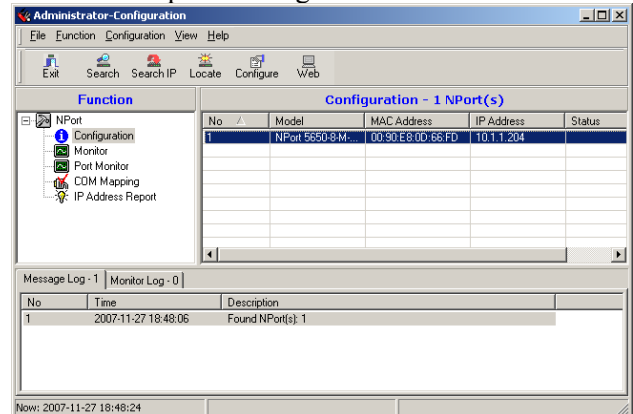 Administrator-Configuration
File Function Configuration View Help
Exit Search Search IP Locate Configure Web
Function
Configuration - 1 NPort(s)
NPort
Configuration
Monitor
Port Monitor
COM Mapping
IP Address Report
No Model MAC Address IP Address Status
1 NPort 5650-8-M-... 00:90:E8:0D:66:FD 10.1.1.204
Message Log - 1 Monitor Log - 0
No Time Description
1 2007-11-27 18:48:06 Found NPort(s): 1
Now: 2007-11-27 18:48:24